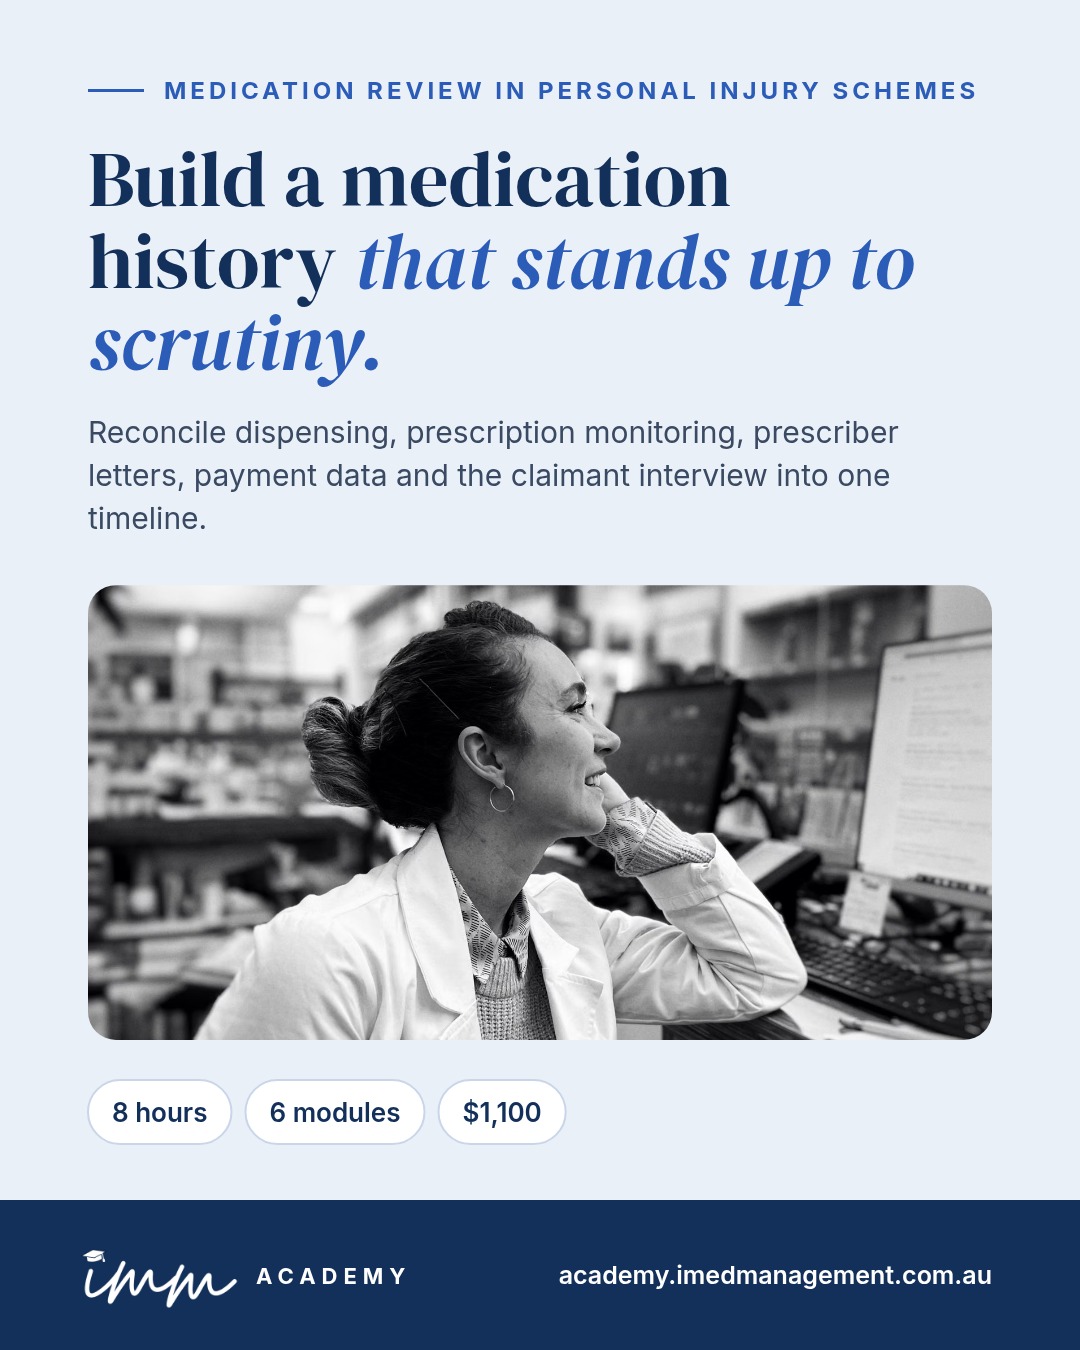 MEDICATION REVIEW IN PERSONAL INJURY SCHEMES
Build a medication
history that stands up to
scrutiny.
Reconcile dispensing, prescription monitoring, prescriber
letters, payment data and the claimant interview into one
timeline.
8 hours
6 modules
$1,100
imm ACADEMY
academy.imedmanagement.com.au